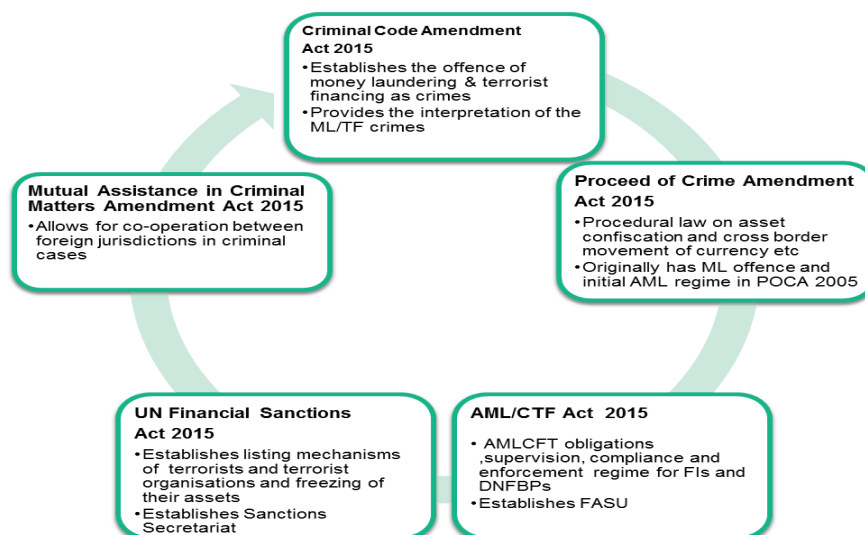 Criminal Code Amendment
Act 2015
•Establishes the offence of
money laundering & terrorist
financing as crimes
•Provides the interpretation of the
ML/TF crimes
Proceed of Crime Amendment
Act 2015
•Procedural law on asset
confiscation and cross border
movement of currency etc
•Originally has ML offence and
initial AML regime in POCA 2005
AML/CTF Act 2015
• AMLCFT obligations
,supervision, compliance and
enforcement regime for FIs and
DNFBPs
•Establishes FASU
UN Financial Sanctions
Act 2015
•Establishes listing mechanisms
of terrorists and terrorist
organisations and freezing of
their assets
•Establishes Sanctions
Secretariat
Mutual Assistance in Criminal
Matters Amendment Act 2015
•Allows for co-operation between
foreign jurisdictions in criminal
cases